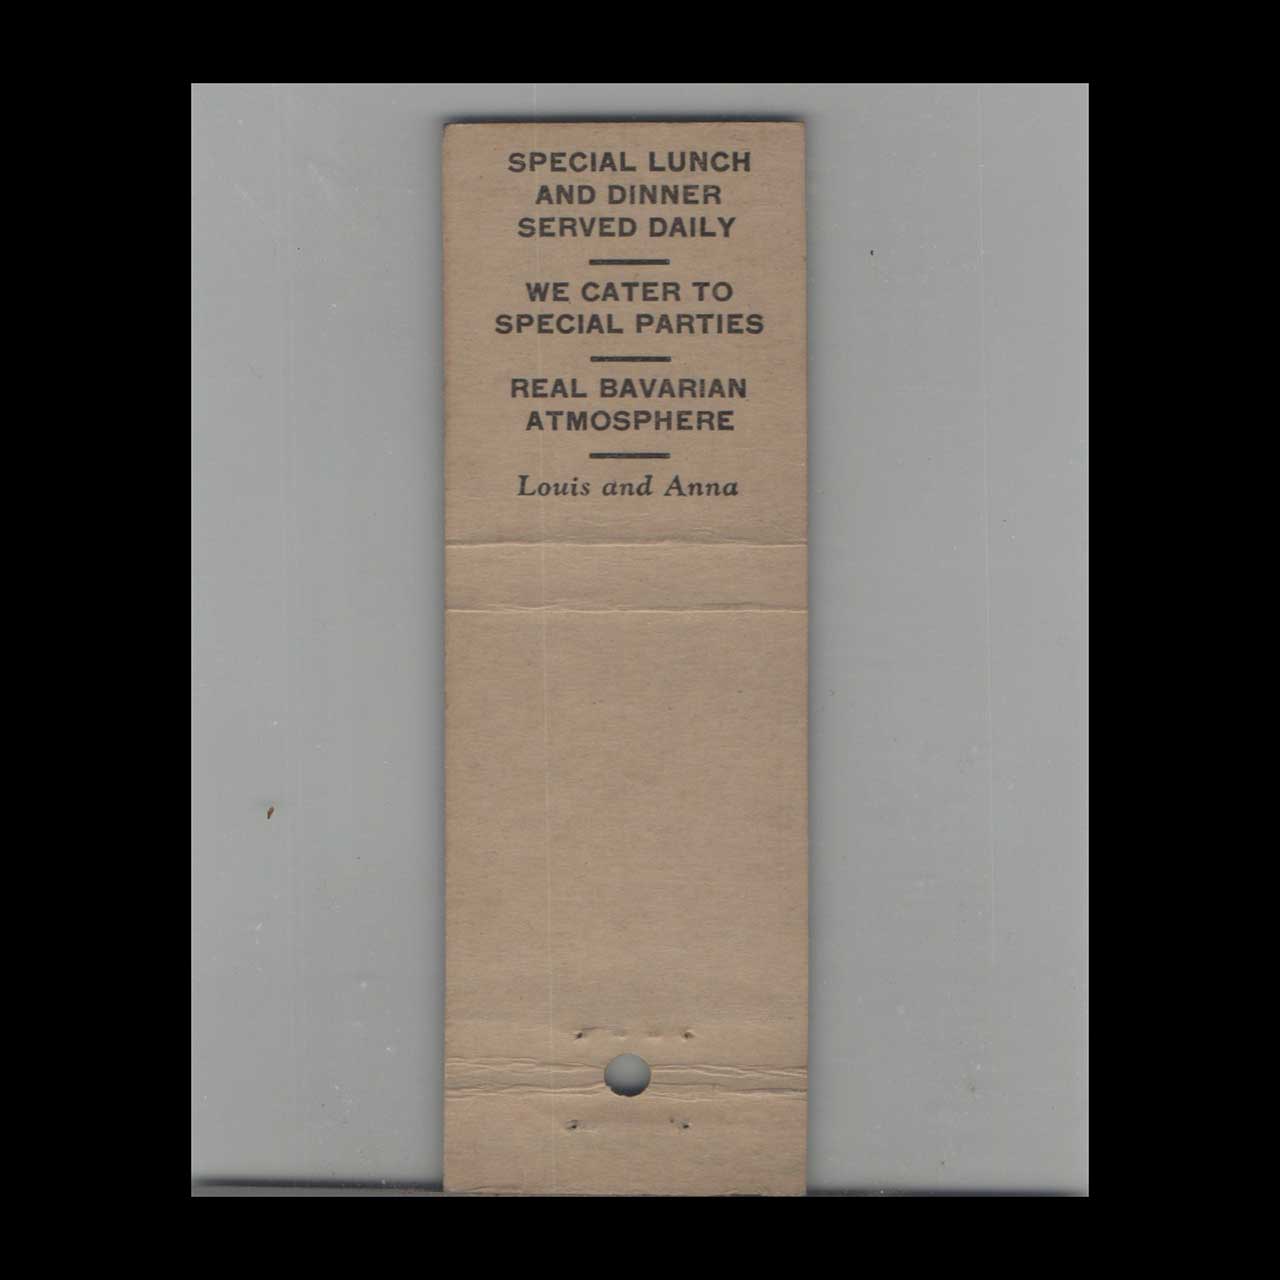 SPECIAL LUNCH
AND DINNER
SERVED DAILY
WE CATER TO
SPECIAL PARTIES
REAL BAVARIAN
ATMOSPHERE
Louis and Anna